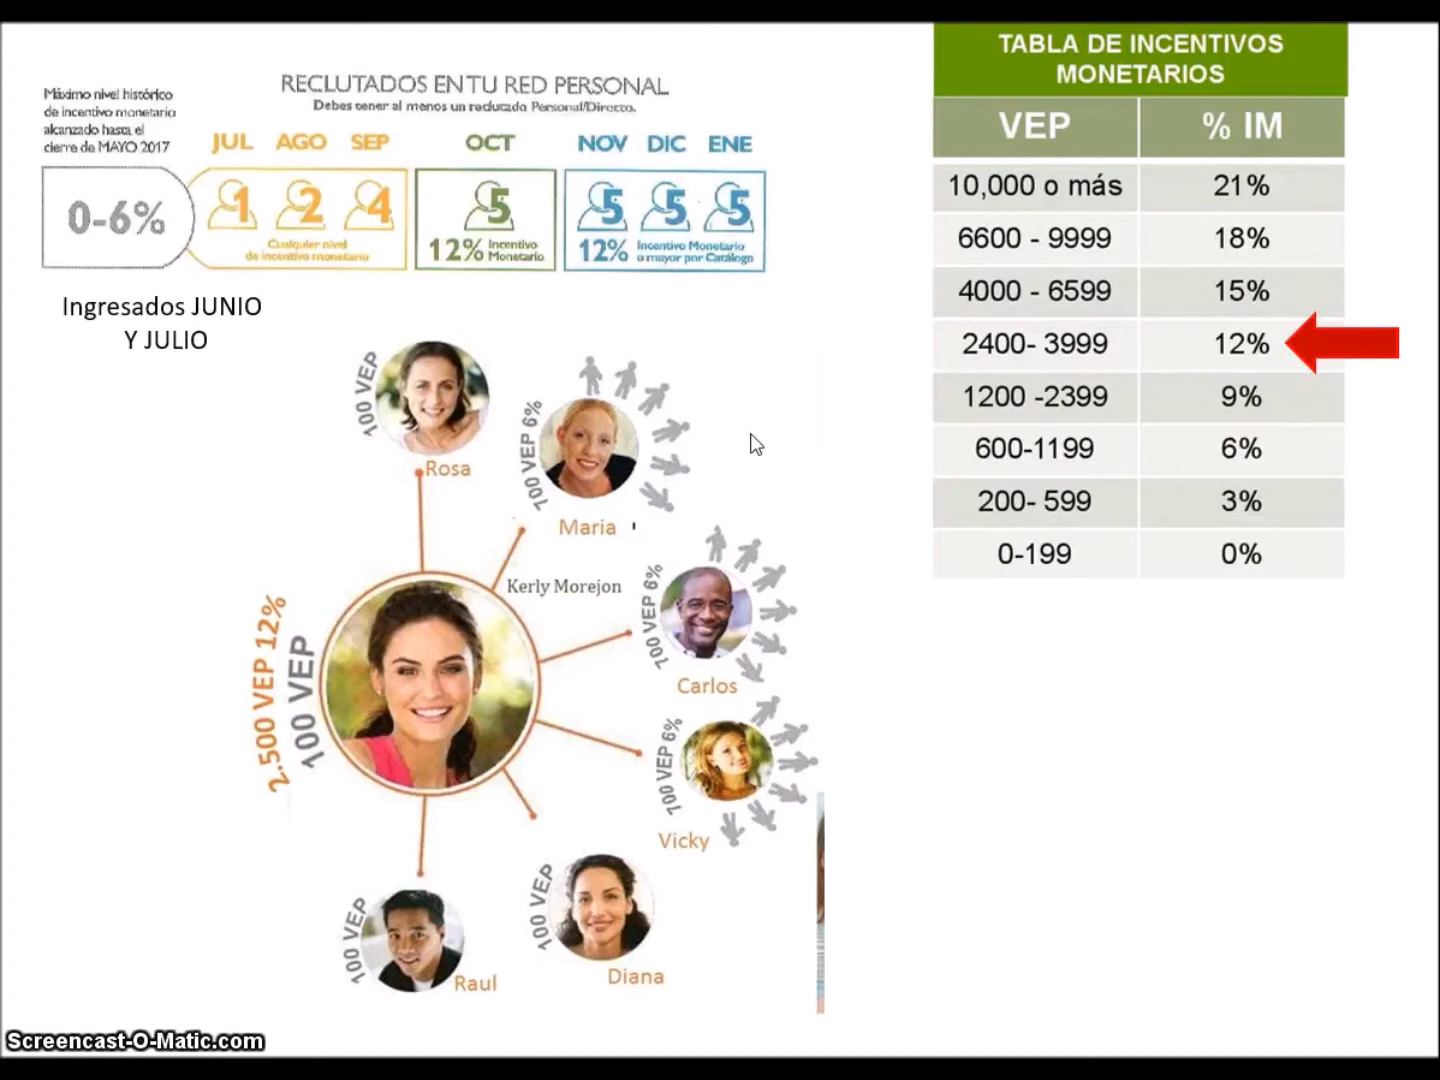 Máximo nivel histórico
de incentivo monetario
alcanzado hasta el
cierre de MAYO 2017
RECLUTADOS EN TU RED PERSONAL
Debes tener al menos un reclutado Personal/Directo.
JUL AGO SEP OCT NOV DIC ENE
0-6%
1 2 4 5 5 5 5
Cualquier nivel
de incentivo monetario
12% Incentivo
Monetario
12% Incentivo Monetario
o mayor por Catálogo
Ingresados JUNIO
Y JULIO
100 VEP
Rosa
700 VEP 6%
Maria
Kerly Morejon
700 VEP 6%
Carlos
2.500 VEP 12%
100 VEP
700 VEP 6%
Vicky
100 VEP
Raul
100 VEP
Diana
TABLA DE INCENTIVOS
MONETARIOS
VEP % IM
10,000 o más 21%
6600 - 9999 18%
4000 - 6599 15%
2400- 3999 12%
1200 -2399 9%
600-1199 6%
200- 599 3%
0-199 0%
Screencast-O-Matic.com